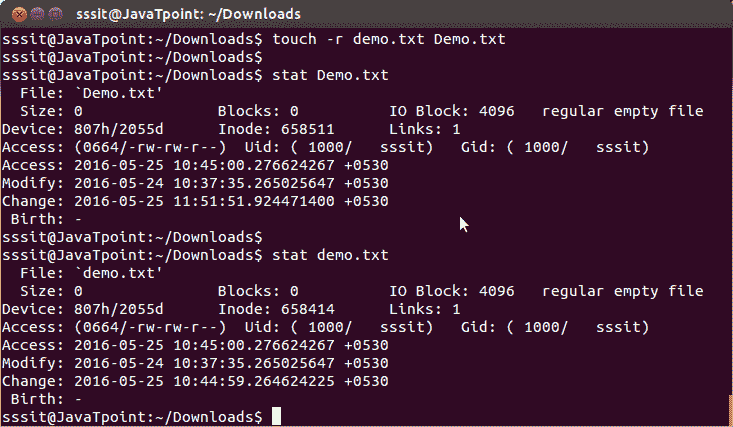 sssit@JavaTpoint: ~/Downloads
sssit@JavaTpoint:~/Downloads$ touch -r demo.txt Demo.txt
sssit@JavaTpoint:~/Downloads$
sssit@JavaTpoint:~/Downloads$ stat Demo.txt
  File: `Demo.txt'
  Size: 0               Blocks: 0          IO Block: 4096   regular empty file
Device: 807h/2055d      Inode: 658511      Links: 1
Access: (0664/-rw-rw-r--)  Uid: ( 1000/   sssit)   Gid: ( 1000/   sssit)
Access: 2016-05-25 10:45:00.276624267 +0530
Modify: 2016-05-24 10:37:35.265025647 +0530
Change: 2016-05-25 11:51:51.924471400 +0530
 Birth: -
sssit@JavaTpoint:~/Downloads$
sssit@JavaTpoint:~/Downloads$ stat demo.txt
  File: `demo.txt'
  Size: 0               Blocks: 0          IO Block: 4096   regular empty file
Device: 807h/2055d      Inode: 658414      Links: 1
Access: (0664/-rw-rw-r--)  Uid: ( 1000/   sssit)   Gid: ( 1000/   sssit)
Access: 2016-05-25 10:45:00.276624267 +0530
Modify: 2016-05-24 10:37:35.265025647 +0530
Change: 2016-05-25 10:44:59.264624225 +0530
 Birth: -
sssit@JavaTpoint:~/Downloads$